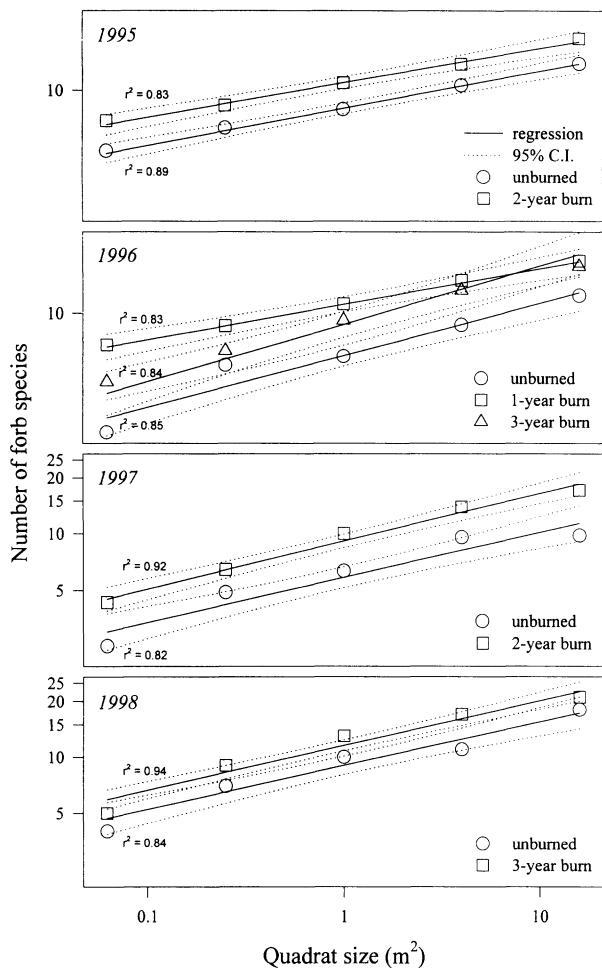 1995
10
r² = 0.83
r² = 0.89
regression
95% C.I.
unburned
2-year burn
1996
10
r² = 0.83
r² = 0.84
r² = 0.85
unburned
1-year burn
3-year burn
Number of forb species
1997
25
20
15
10
5
r² = 0.92
r² = 0.82
unburned
2-year burn
1998
25
20
15
10
5
r² = 0.94
r² = 0.84
unburned
3-year burn
0.1
1
10
Quadrat size (m²)